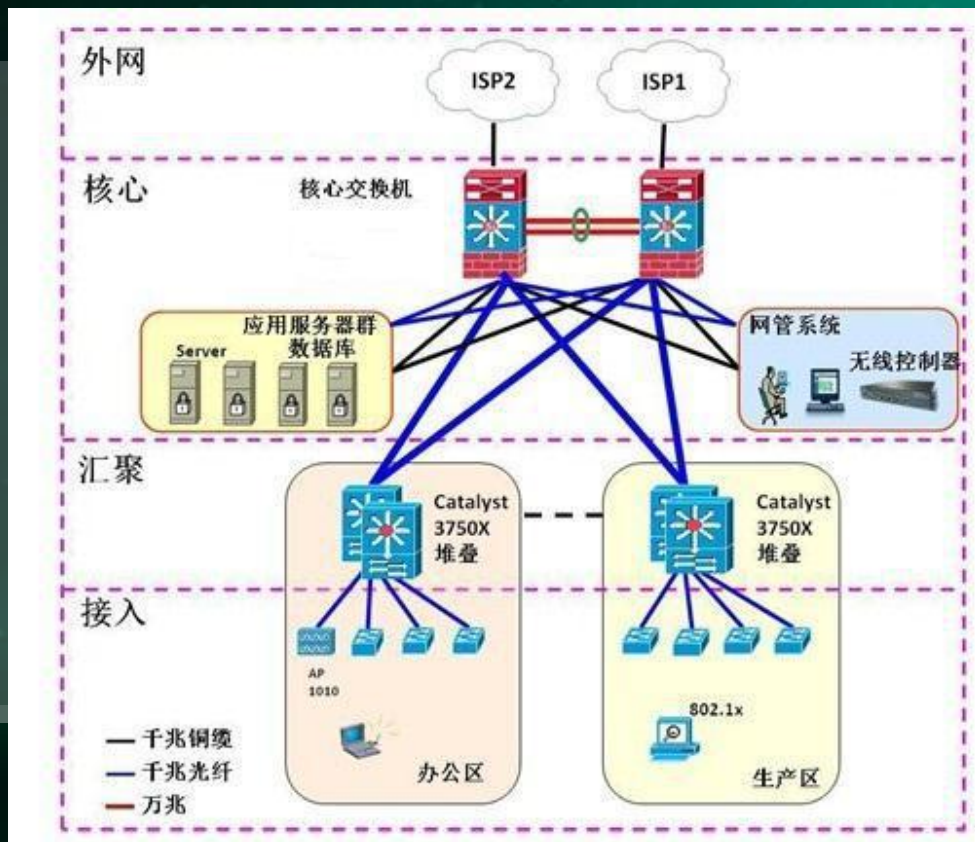 外网
ISP2
ISP1
核心
核心交换机
应用服务器群
Server
数据库
网管系统
无线控制器
汇聚
Catalyst
3750X
堆叠
Catalyst
3750X
堆叠
接入
AP
1010
802.1x
千兆铜缆
千兆光纤
万兆
办公区
生产区